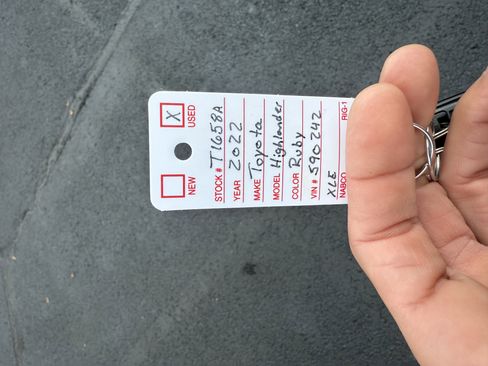 NEW X USED
STOCK # T1658A
YEAR 2022
MAKE Toyota
MODEL Highlander
COLOR Ruby
VIN # 590242
XLE
NABCO RIG-1